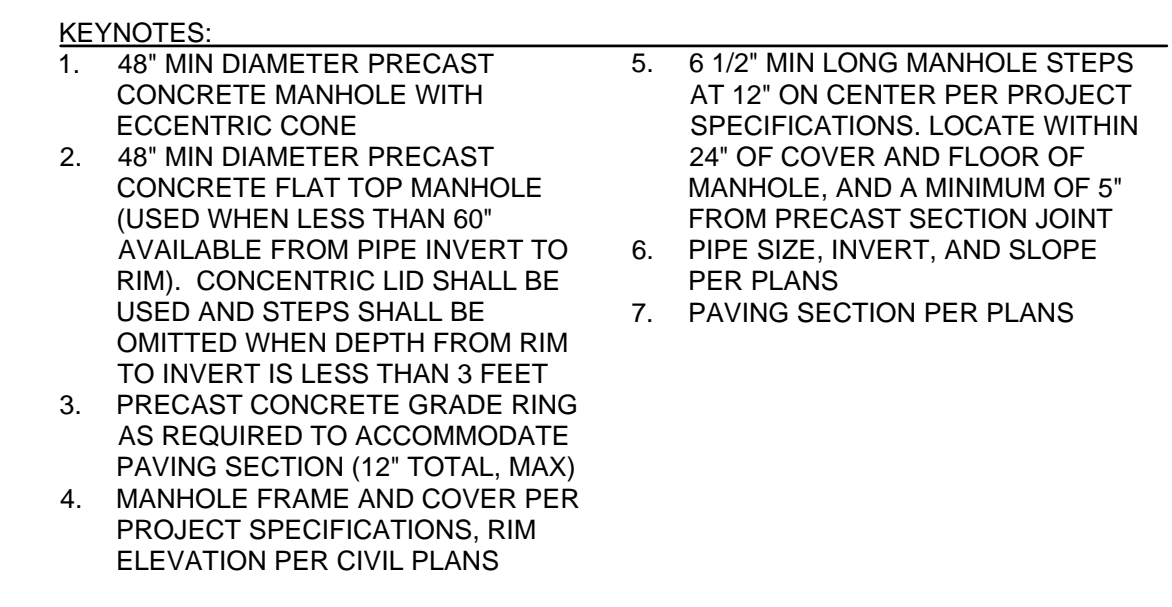 KEYNOTES:
1. 48" MIN DIAMETER PRECAST
CONCRETE MANHOLE WITH
ECCENTRIC CONE
2. 48" MIN DIAMETER PRECAST
CONCRETE FLAT TOP MANHOLE
(USED WHEN LESS THAN 60"
AVAILABLE FROM PIPE INVERT TO
RIM). CONCENTRIC LID SHALL BE
USED AND STEPS SHALL BE
OMITTED WHEN DEPTH FROM RIM
TO INVERT IS LESS THAN 3 FEET
3. PRECAST CONCRETE GRADE RING
AS REQUIRED TO ACCOMMODATE
PAVING SECTION (12" TOTAL, MAX)
4. MANHOLE FRAME AND COVER PER
PROJECT SPECIFICATIONS, RIM
ELEVATION PER CIVIL PLANS
5. 6 1/2" MIN LONG MANHOLE STEPS
AT 12" ON CENTER PER PROJECT
SPECIFICATIONS. LOCATE WITHIN
24" OF COVER AND FLOOR OF
MANHOLE, AND A MINIMUM OF 5"
FROM PRECAST SECTION JOINT
6. PIPE SIZE, INVERT, AND SLOPE
PER PLANS
7. PAVING SECTION PER PLANS